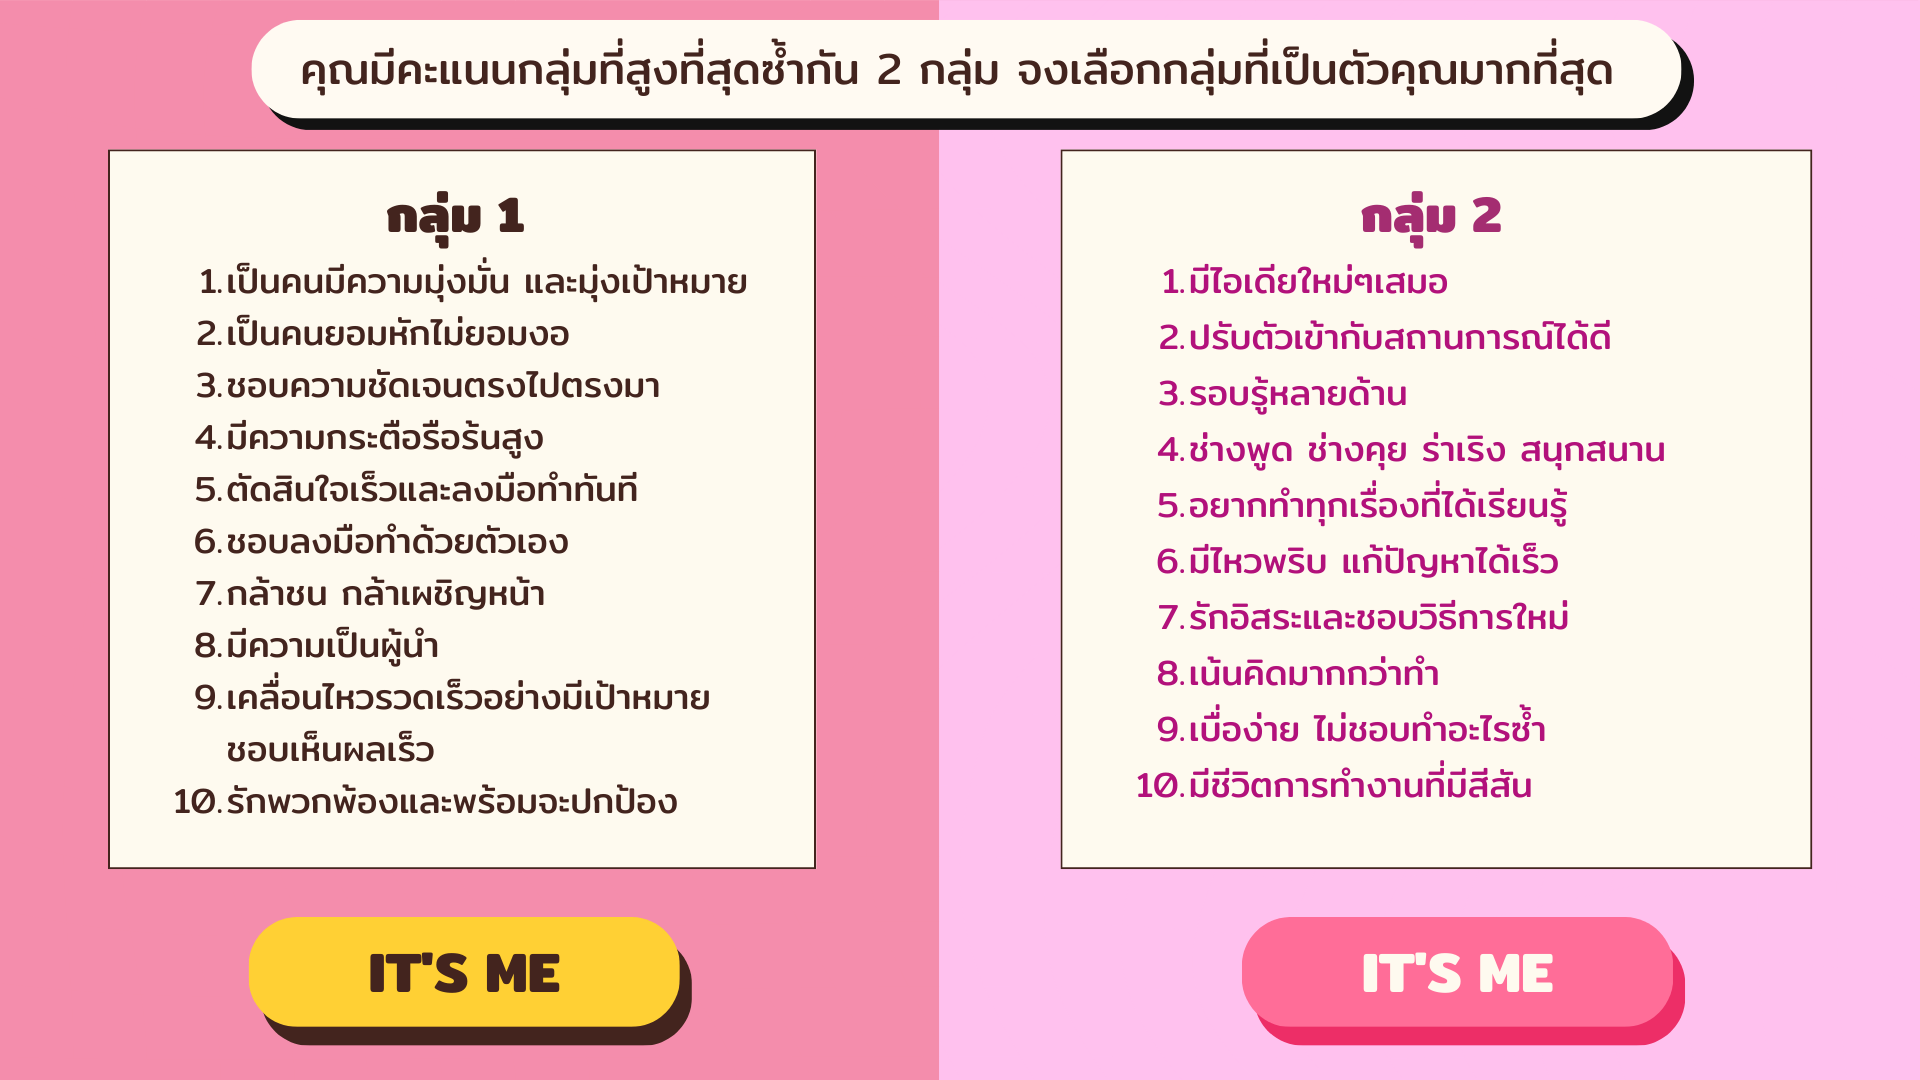 คุณมีคะแนนกลุ่มที่สูงที่สุดซ้ำกัน 2 กลุ่ม จงเลือกกลุ่มที่เป็นตัวคุณมากที่สุด
กลุ่ม 1
1. เป็นคนมีความมุ่งมั่น และมุ่งเป้าหมาย
2. เป็นคนยอมหักไม่ยอมงอ
3. ชอบความชัดเจนตรงไปตรงมา
4. มีความกระตือรือร้นสูง
5. ตัดสินใจเร็วและลงมือทำทันที
6. ชอบลงมือทำด้วยตัวเอง
7. กล้าชน กล้าเผชิญหน้า
8. มีความเป็นผู้นำ
9. เคลื่อนไหวรวดเร็วอย่างมีเป้าหมาย
ชอบเห็นผลเร็ว
10. รักพวกพ้องและพร้อมจะปกป้อง
IT'S ME
กลุ่ม 2
1. มีไอเดียใหม่ๆเสมอ
2. ปรับตัวเข้ากับสถานการณ์ได้ดี
3. รอบรู้หลายด้าน
4. ช่างพูด ช่างคุย ร่าเริง สนุกสนาน
5. อยากทำทุกเรื่องที่ได้เรียนรู้
6. มีไหวพริบ แก้ปัญหาได้เร็ว
7. รักอิสระและชอบวิธีการใหม่
8. เน้นคิดมากกว่าทำ
9. เบื่อง่าย ไม่ชอบทำอะไรซ้ำ
10. มีชีวิตการทำงานที่มีสีสัน
IT'S ME